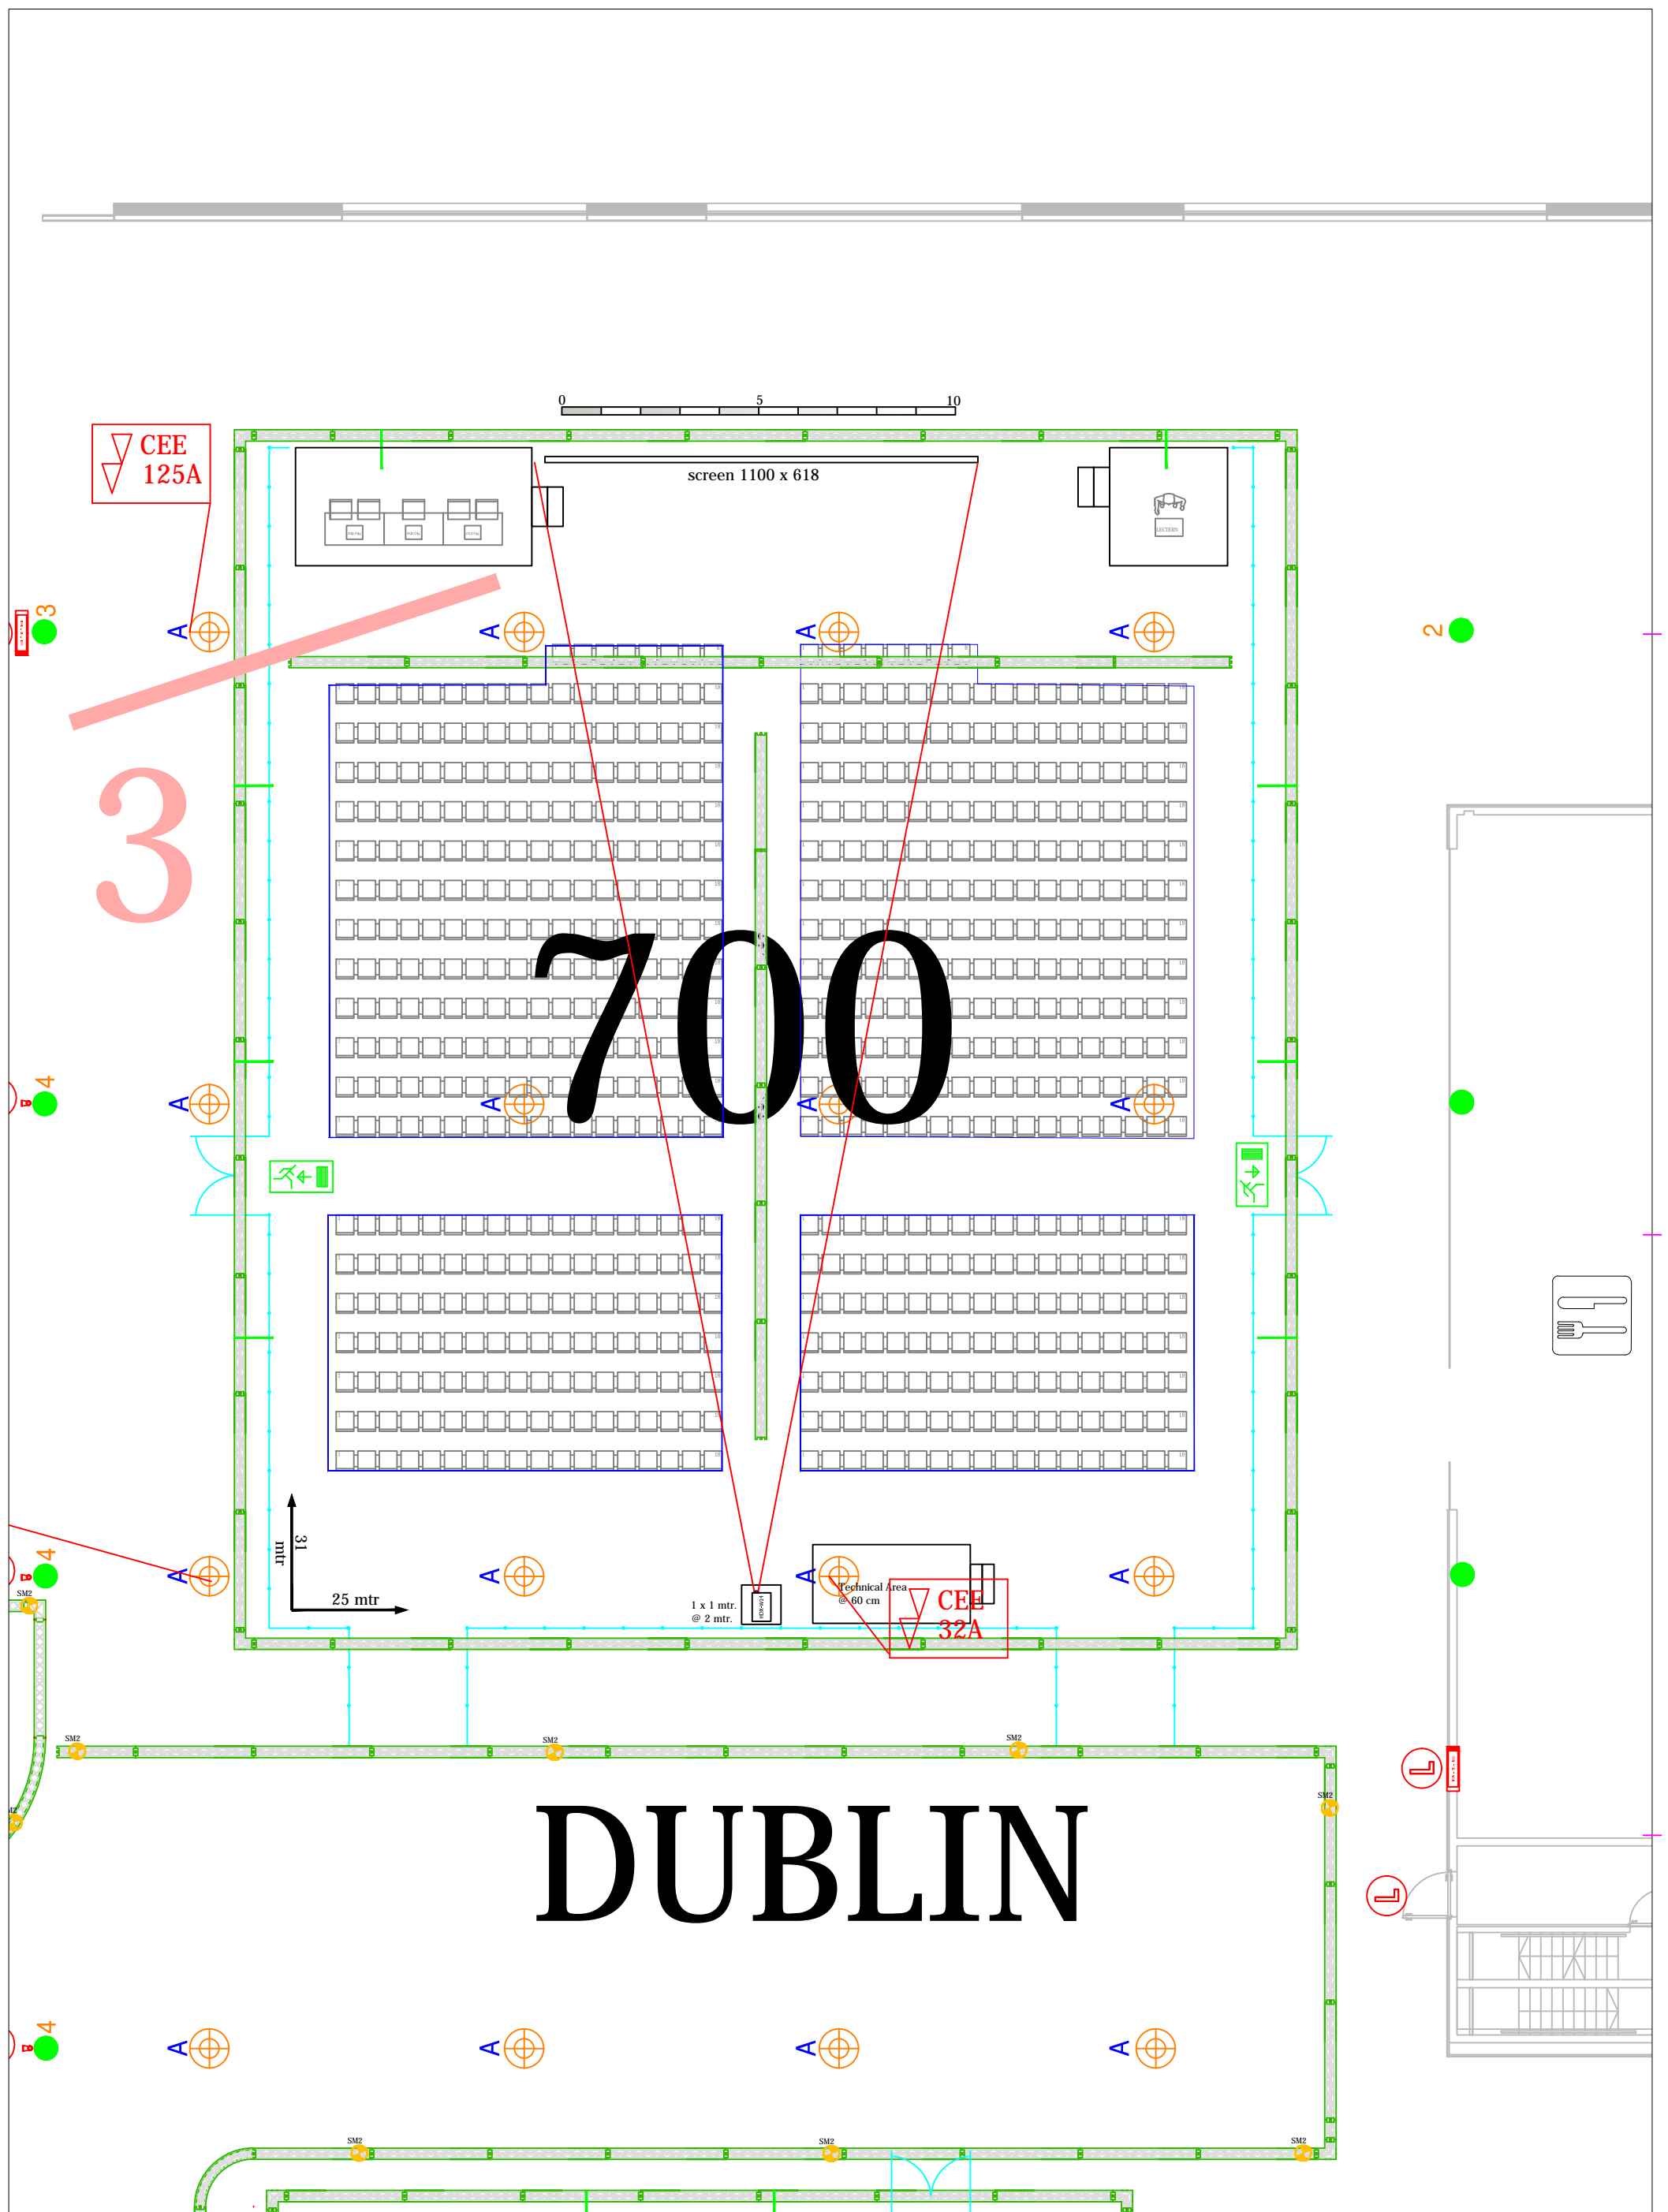 0 5 10
CEE
125A
screen 1100 x 618
LECTERN
3
2
A A A A
3
700
4
A A A A
31
mtr
25 mtr
4
A A A A
SM2
Technical Area
@ 60 cm
1 x 1 mtr.
@ 2 mtr.
CEE
32A
SM2 SM2 SM2
SM2
L
DUBLIN
L
4
A A A A
SM2 SM2 SM2